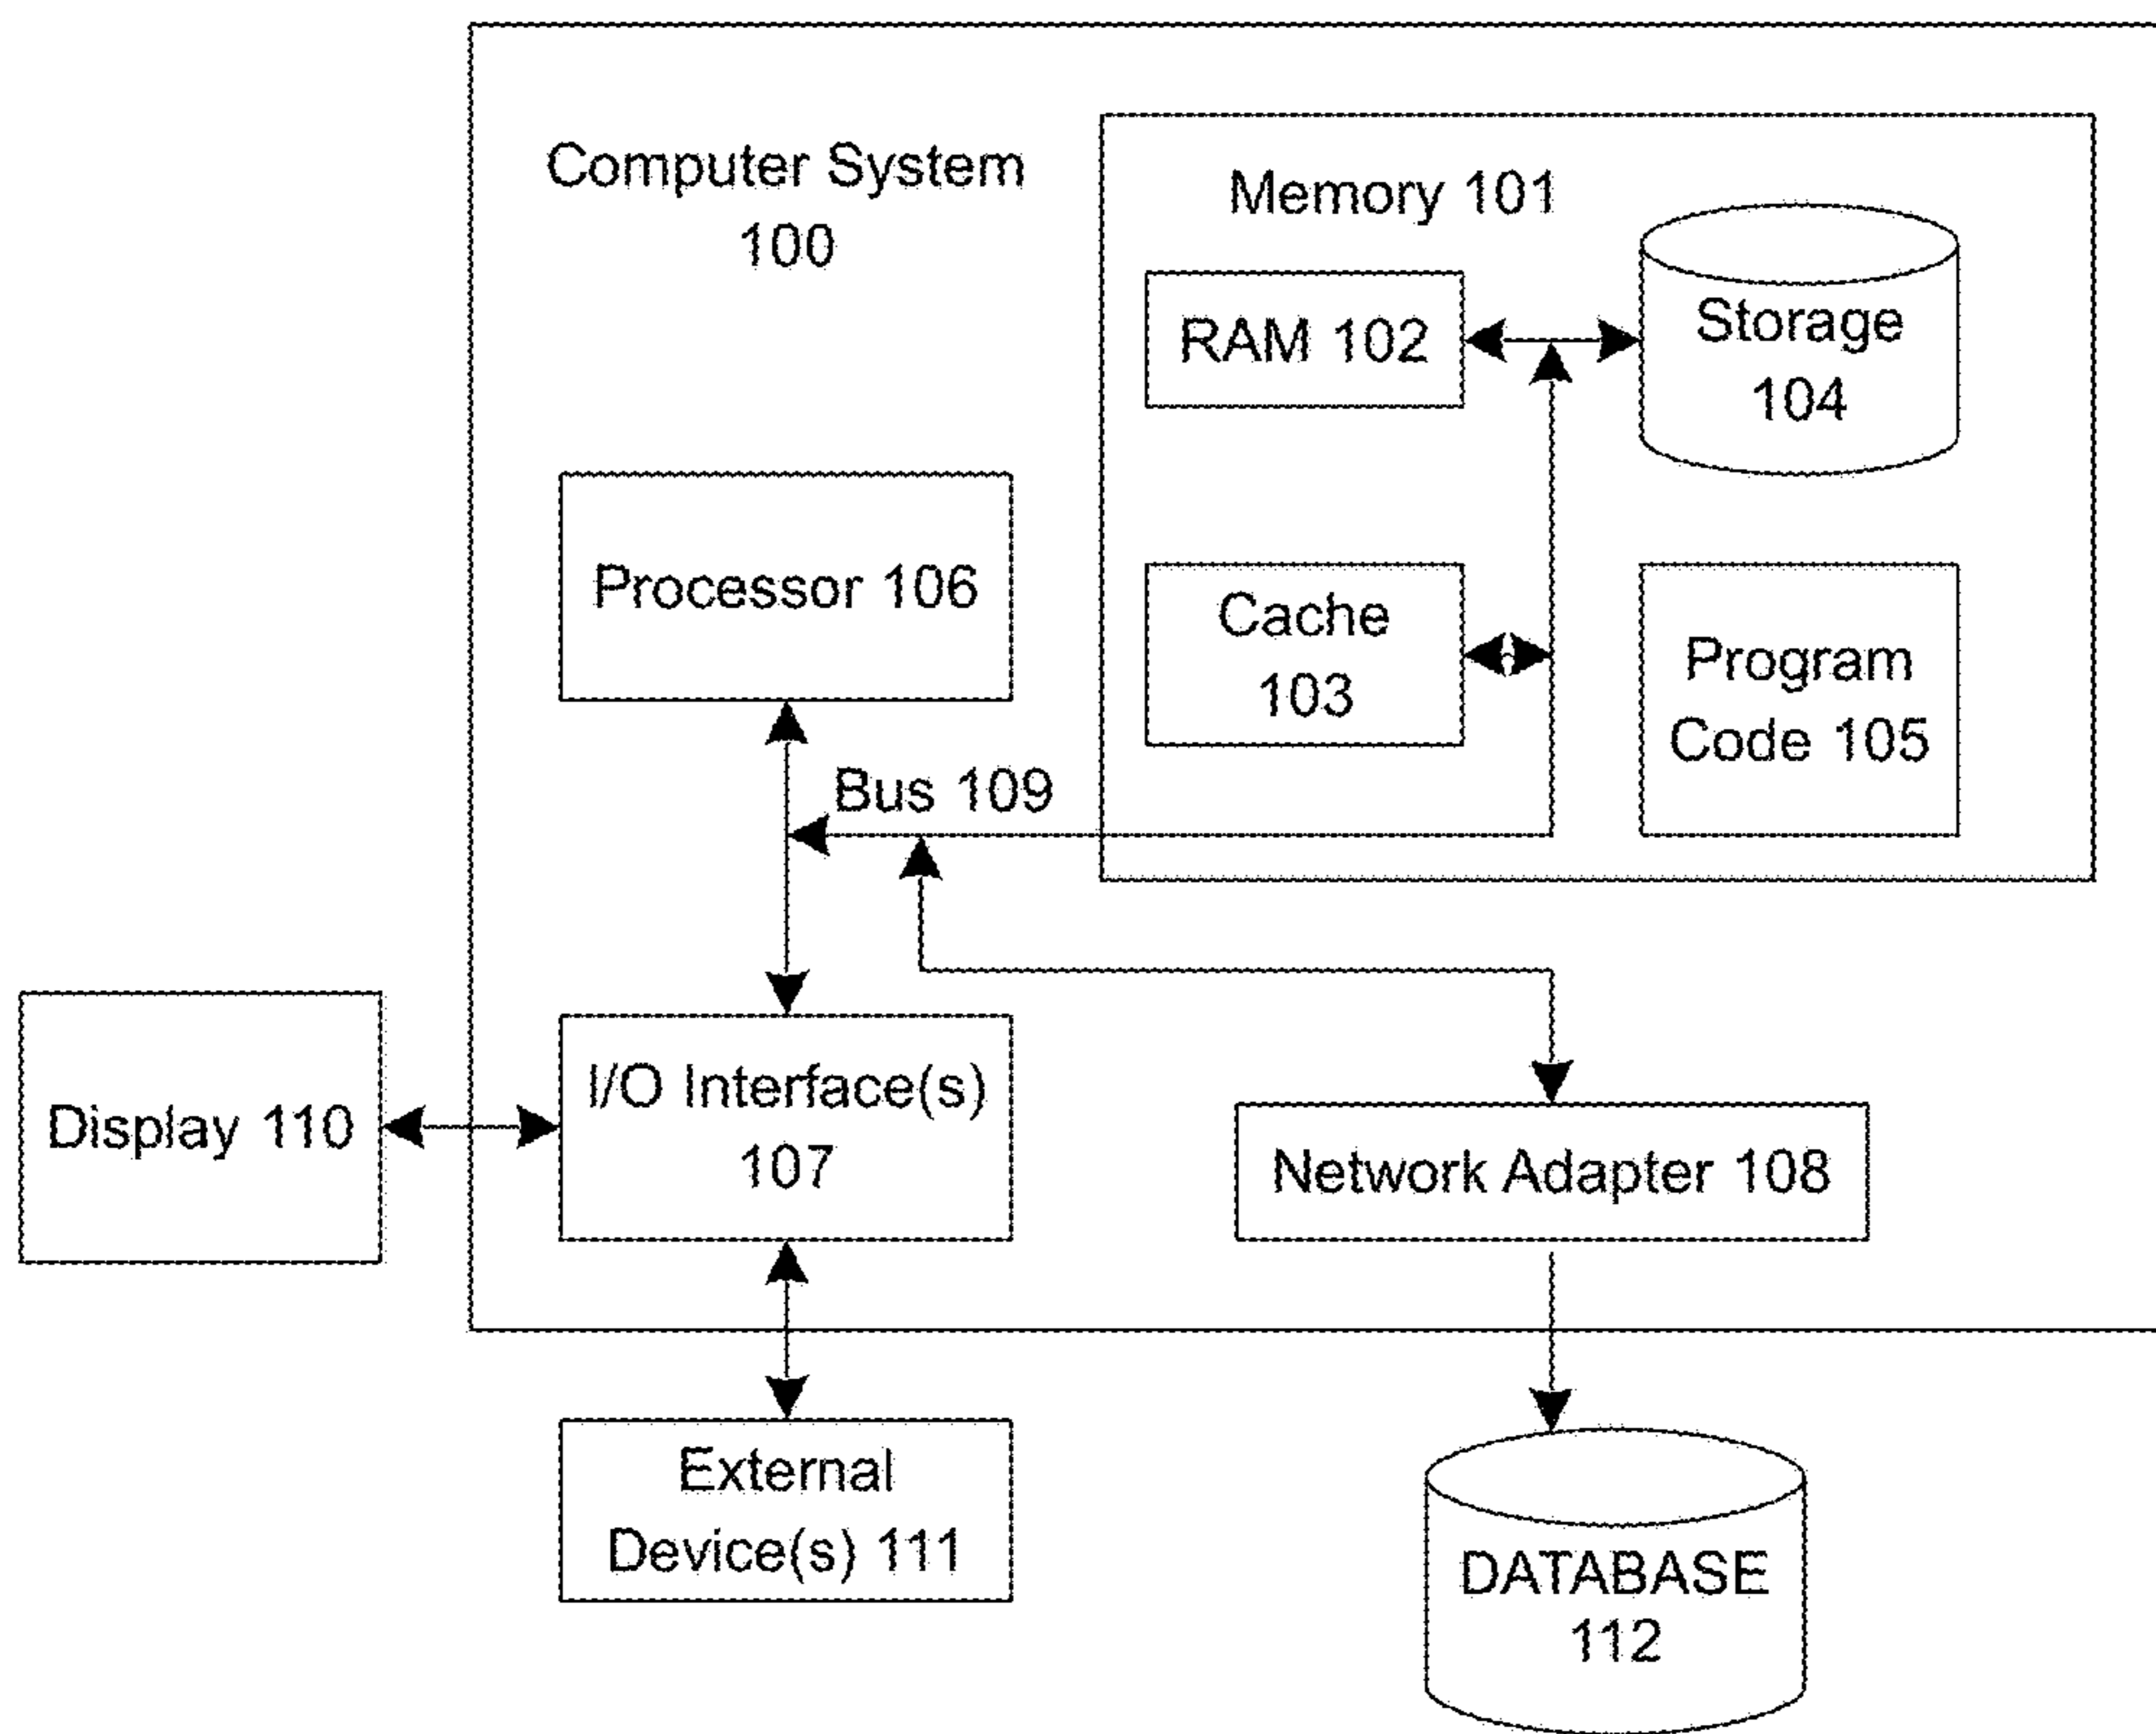 Computer System
100
Memory 101
RAM 102
Storage
104
Processor 106
Cache
103
Program
Code 105
Bus 109
Display 110
I/O Interface(s)
107
Network Adapter 108
External
Device(s) 111
DATABASE
112